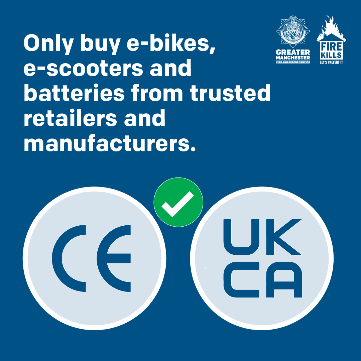 Only buy e-bikes,
e-scooters and
batteries from trusted
retailers and
manufacturers.
GREATER
MANCHESTER
FIRE
KILLS
CE
UK
CA